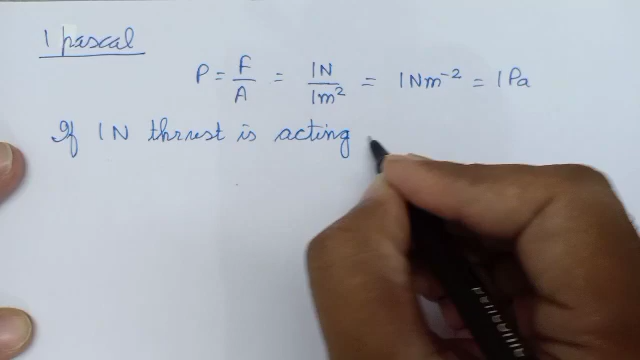 1 pascal
P = F/A = 1N/1m² = 1Nm⁻² = 1Pa
If 1N thrust is acting